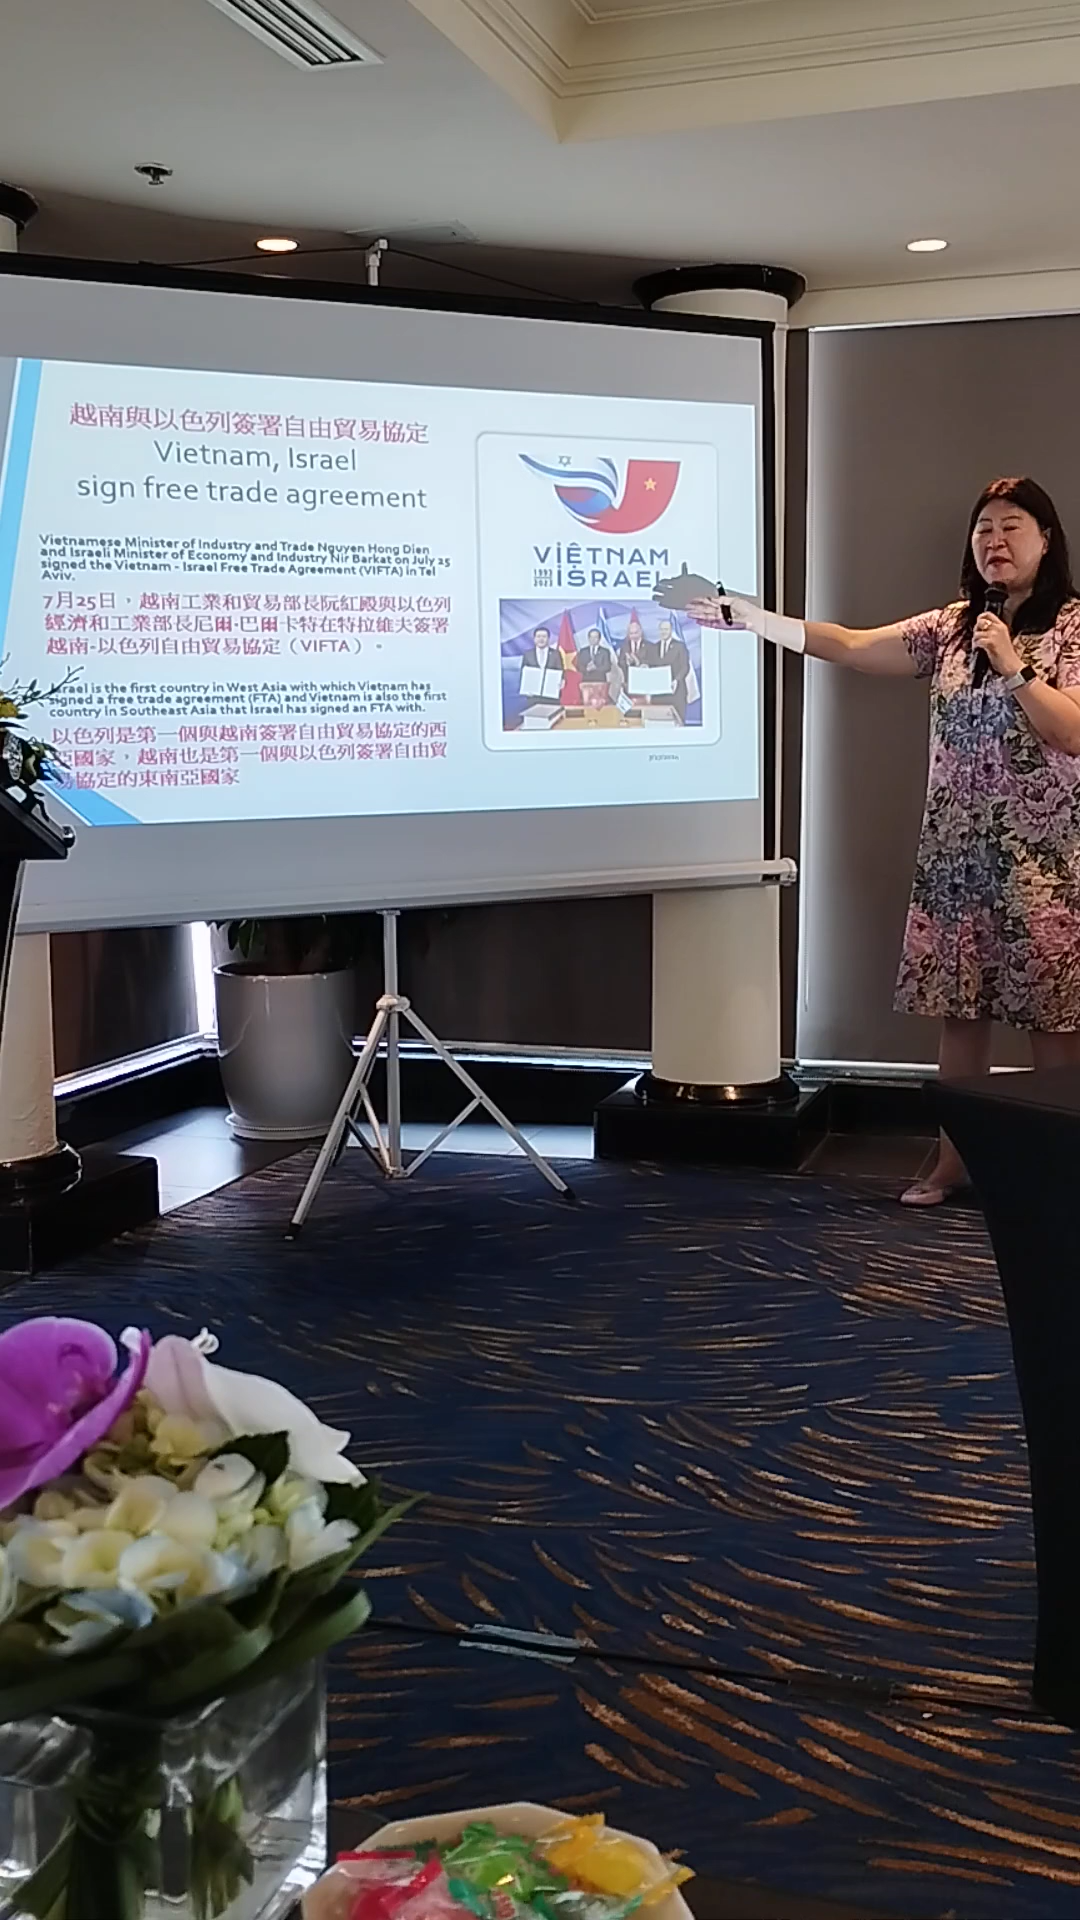 越南與以色列簽署自由貿易協定
Vietnam, Israel
sign free trade agreement
Vietnamese Minister of Industry and Trade Nguyen Hong Dien
and Israeli Minister of Economy and Industry Nir Barkat on July 25
signed the Vietnam - Israel Free Trade Agreement (VIFTA) in Tel
Aviv.
7月25日，越南工業和貿易部長阮紅殿與以色列
經濟和工業部長尼爾·巴爾卡特在特拉維夫簽署
越南-以色列自由貿易協定（VIFTA）。
Israel is the first country in West Asia with which Vietnam has
signed a free trade agreement (FTA) and Vietnam is also the first
country in Southeast Asia that Israel has signed an FTA with.
以色列是第一個與越南簽署自由貿易協定的西
亞國家，越南也是第一個與以色列簽署自由貿
易協定的東南亞國家
VIỆTNAM
1993
2023
ISRAEL